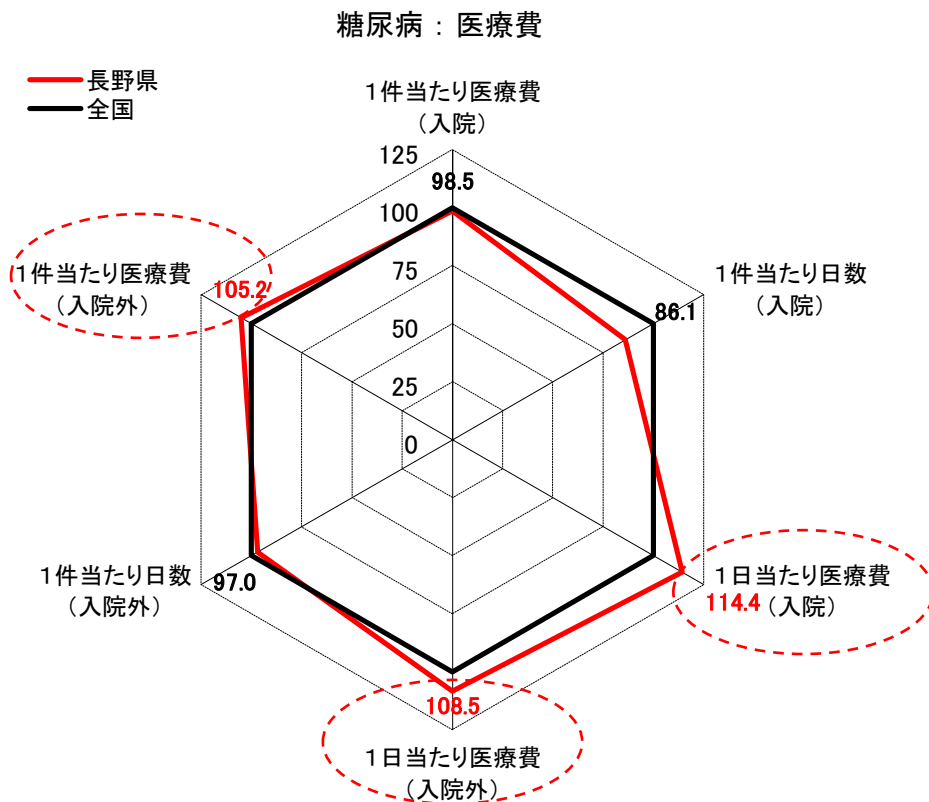 糖尿病 : 医療費
長野県
全国
1件当たり医療費
（入院）
125
98.5
100
75
50
25
0
1件当たり日数
（入院）
86.1
1日当たり医療費
（入院）
114.4
1日当たり医療費
（入院外）
108.5
1件当たり日数
（入院外）
97.0
1件当たり医療費
（入院外）
105.2